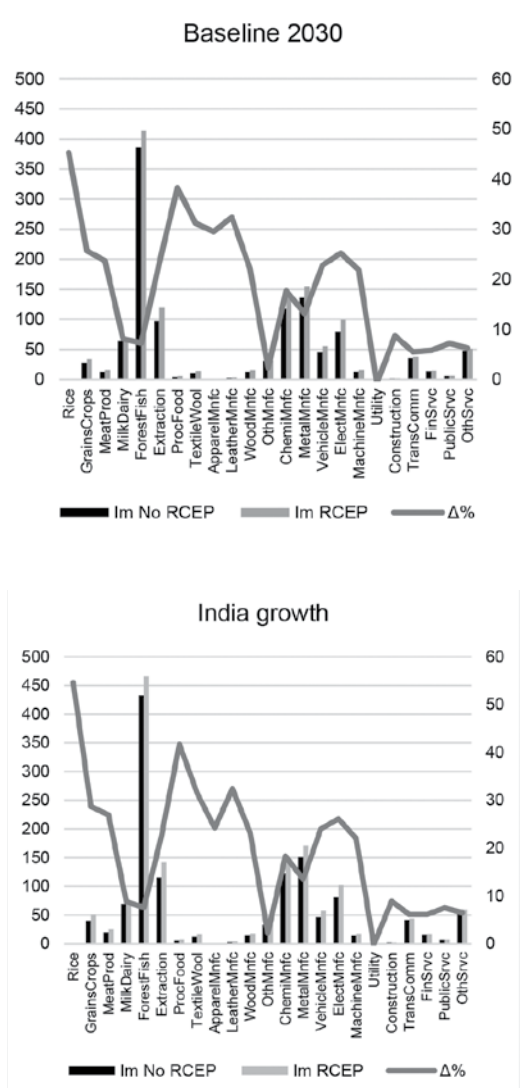 Baseline 2030
500 60
450
400 50
350
300 40
250 30
200
150 20
100
50 10
0 0
Rice
GrainsCrops
MeatProd
MilkDairy
ForestFish
Extraction
ProcFood
TextileWool
ApparelMnfc
LeatherMnfc
WoodMnfc
OthMnfc
ChemiMnfc
MetalMnfc
VehicleMnfc
ElectMnfc
MachineMnfc
Utility
Construction
TransComm
FinSrvc
PublicSrvc
OthSrvc
Im No RCEP Im RCEP Δ%
India growth
500 60
450
400 50
350
300 40
250 30
200
150 20
100
50 10
0 0
Rice
GrainsCrops
MeatProd
MilkDairy
ForestFish
Extraction
ProcFood
TextileWool
ApparelMnfc
LeatherMnfc
WoodMnfc
OthMnfc
ChemiMnfc
MetalMnfc
VehicleMnfc
ElectMnfc
MachineMnfc
Utility
Construction
TransComm
FinSrvc
PublicSrvc
OthSrvc
Im No RCEP Im RCEP Δ%